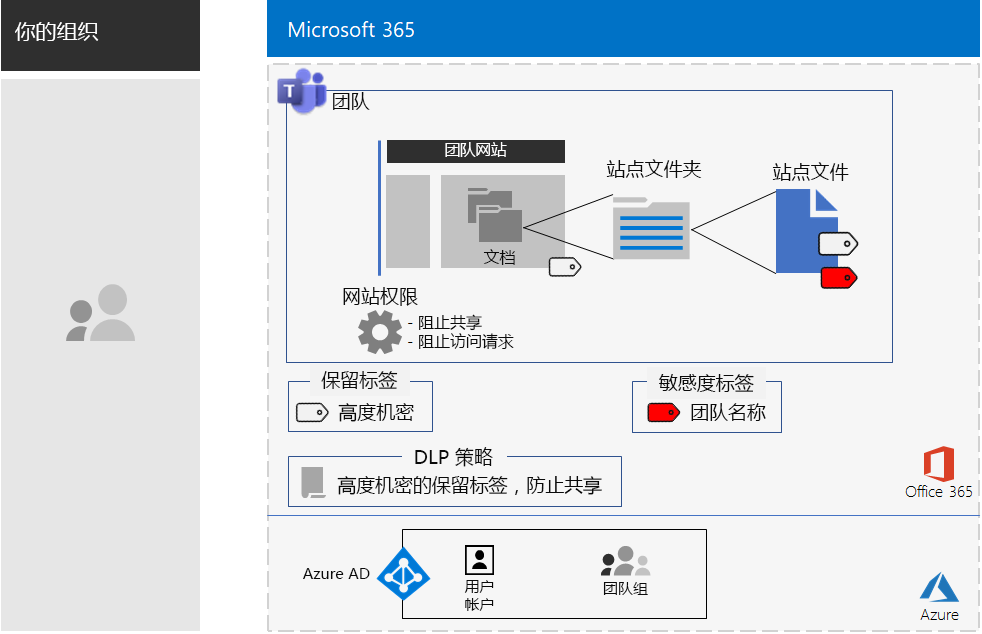 你的组织
Microsoft 365
T
团队
团队网站
站点文件夹
站点文件
文档
网站权限
- 阻止共享
- 阻止访问请求
保留标签
高度机密
敏感度标签
团队名称
DLP 策略
高度机密的保留标签，防止共享
Office 365
Azure AD
用户
帐户
团队组
Azure